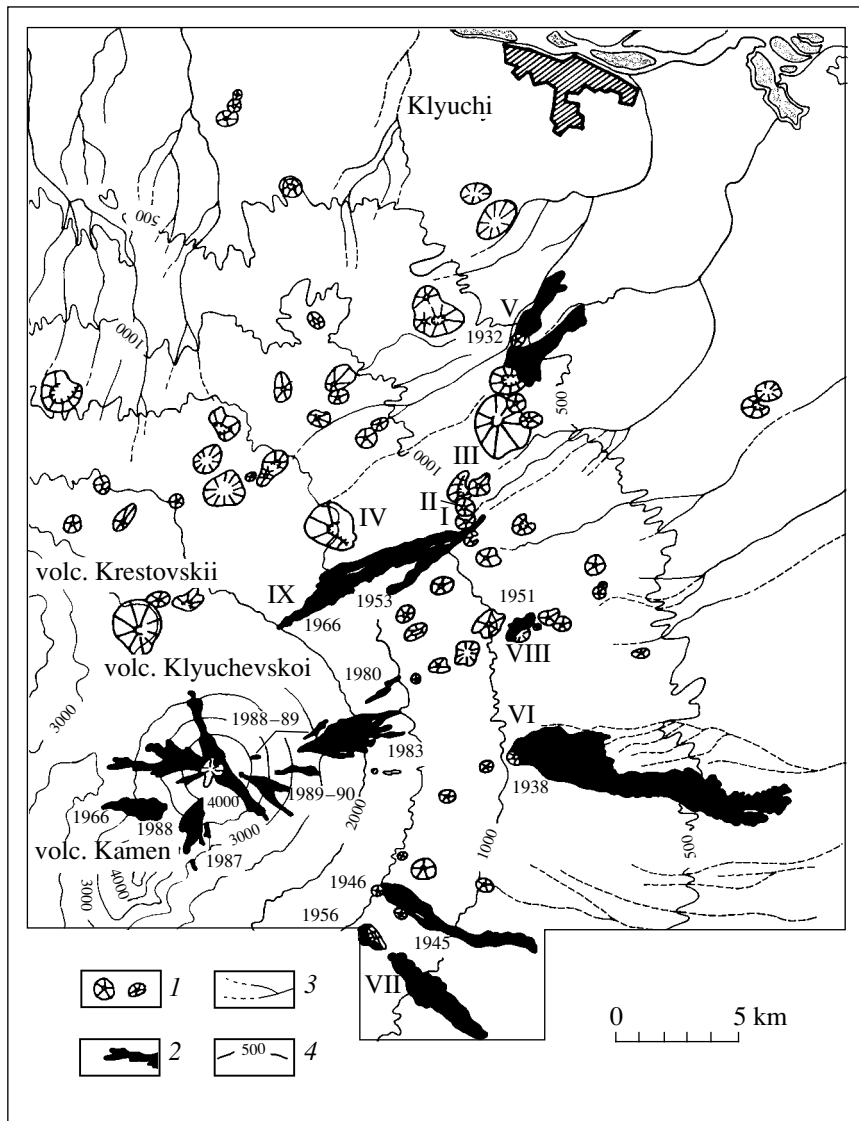 Klyuchi
500
V
1932
1000
500
1000
III
II
I
IV
volc. Krestovskii
IX
1953
1951
1966
VIII
volc. Klyuchevskoi
1980
VI
3000
1988–89
1983
1938
1989–90
4000
1966
1988
2000
3000
volc. Kamen
1987
1000
500
4000
3000
1946
1956
1945
VII
1
3
0 5 km
2
500
4